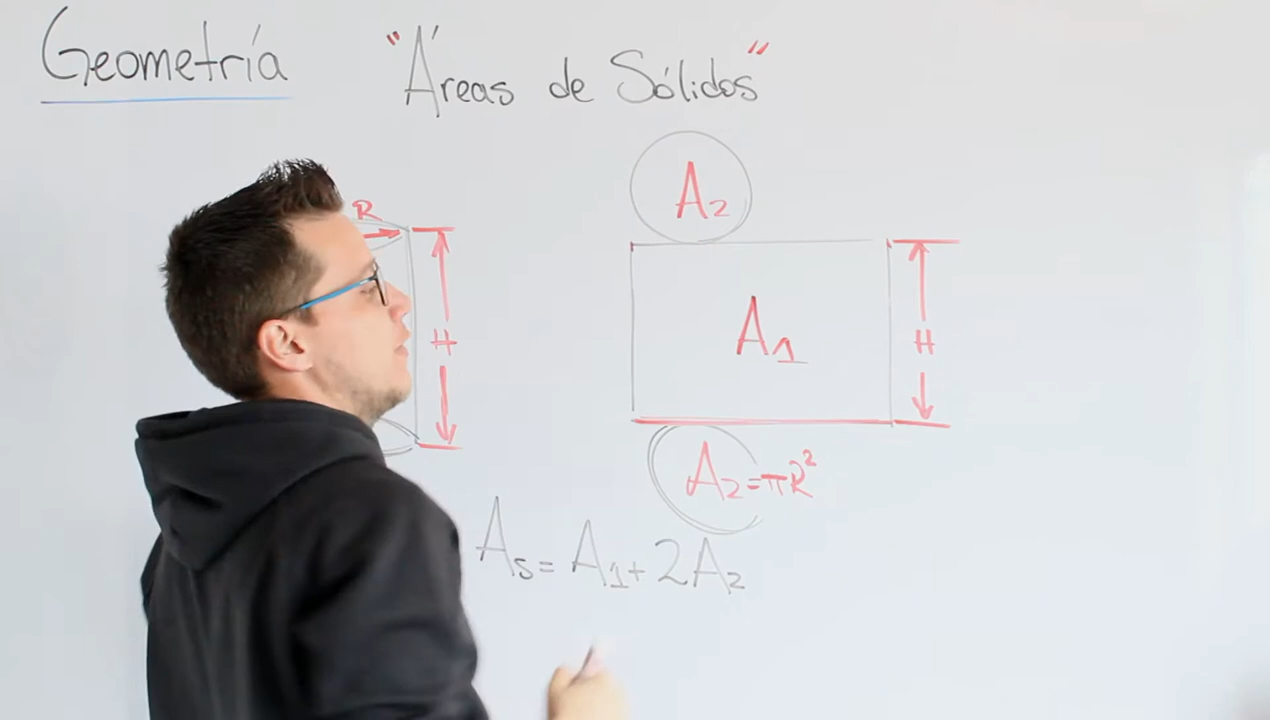 Geometría "Áreas de Sólidos"
A2
R
H
A1
H
A2=πR²
As=A1+2A2